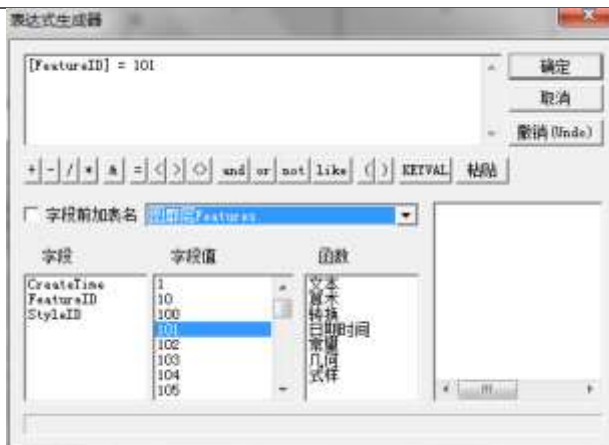 表达式生成器
[FeatureID] = 101
确定
取消
撤销(Undo)
+ - / * & = < > <> and or not like ( ) KEYVAL 粘贴
字段前加表名 Features
字段 字段值 函数
CreateTime
FeatureID
StyleID
1
10
100
101
102
103
104
105
文本
算术
转换
日期时间
常量
几何
式样